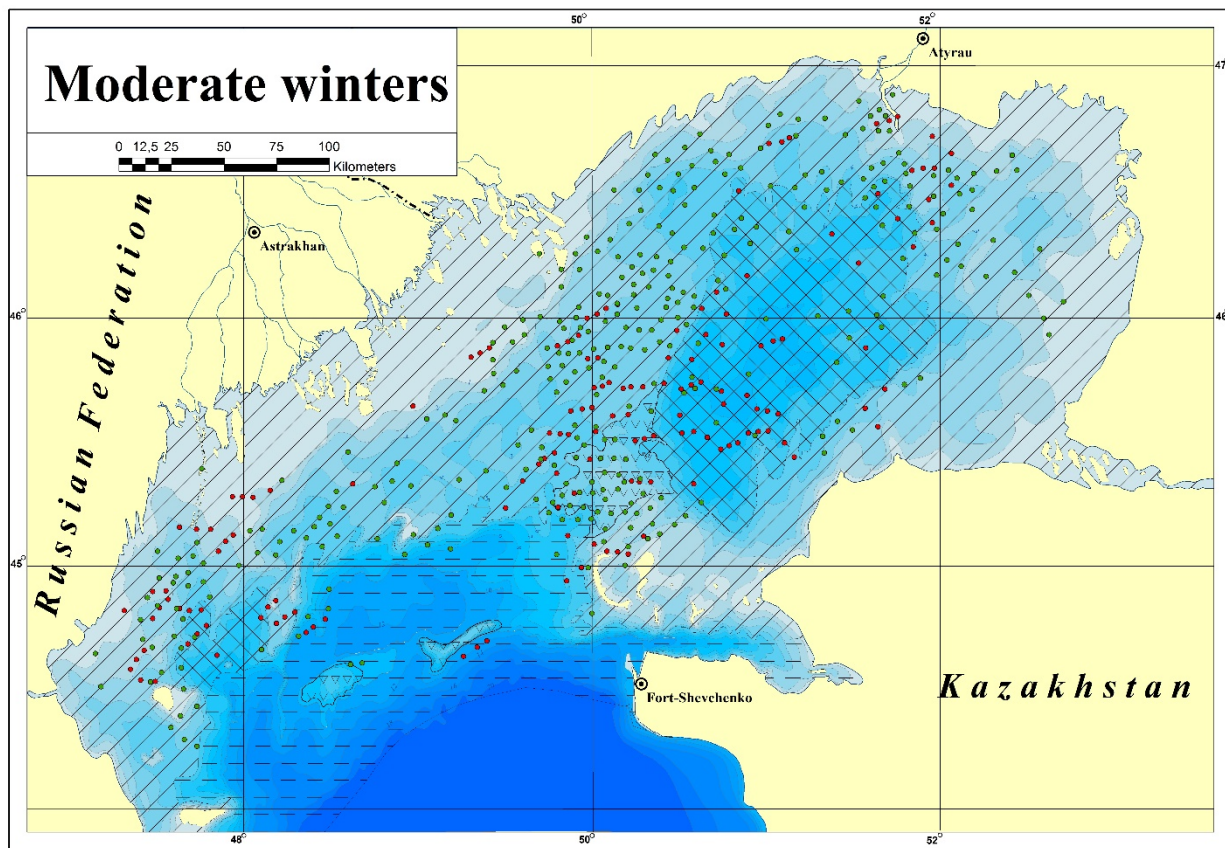 50°
52°
Moderate winters
0 12,5 25 50 75 100
Kilometers
Atyrau
47
Astrakhan
Russian Federation
46°
46
45°
45
Fort-Shevchenko
Kazakhstan
48°
50°
52°